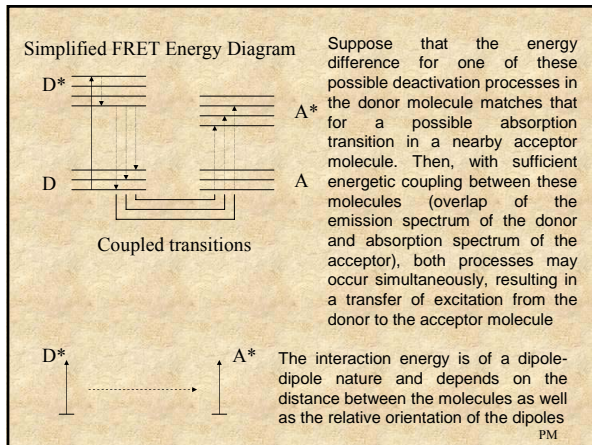 Simplified FRET Energy Diagram
D*
A*
D
A
Coupled transitions
Suppose that the energy
difference for one of these
possible deactivation processes in
the donor molecule matches that
for a possible absorption
transition in a nearby acceptor
molecule. Then, with sufficient
energetic coupling between these
molecules (overlap of the
emission spectrum of the donor
and absorption spectrum of the
acceptor), both processes may
occur simultaneously, resulting in
a transfer of excitation from the
donor to the acceptor molecule
D*
A*
The interaction energy is of a dipole-
dipole nature and depends on the
distance between the molecules as well
as the relative orientation of the dipoles
PM